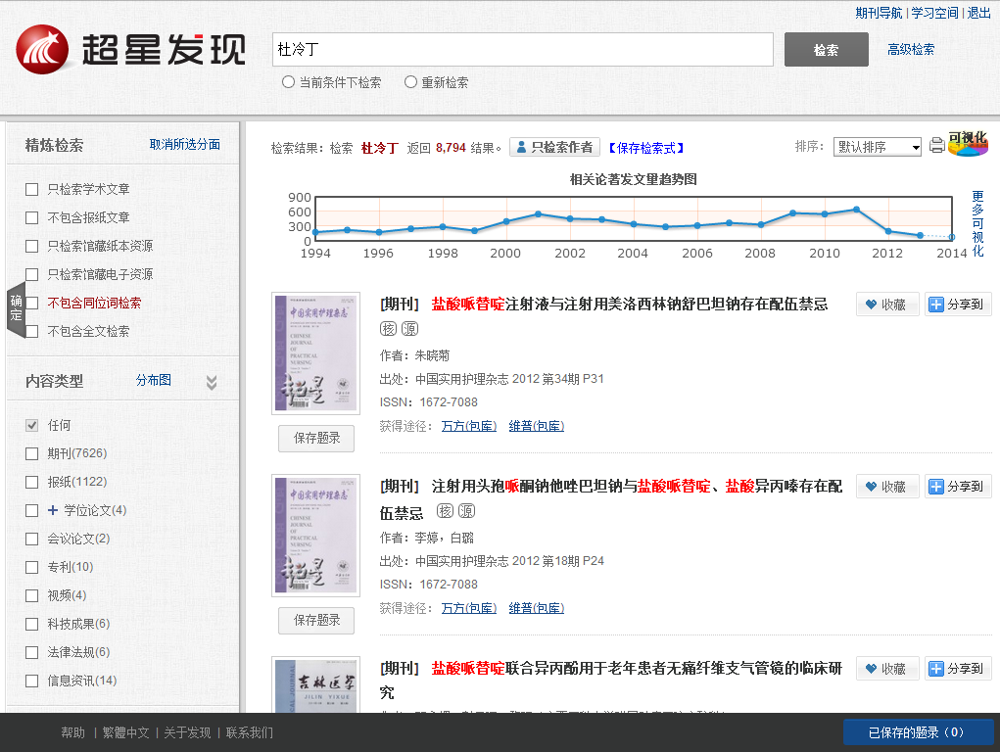 期刊导航 | 学习空间 | 退出
超星发现
杜冷丁
检索
高级检索
当前条件下检索
重新检索
精炼检索
取消所选分面
只检索学术文章
不包含报纸文章
只检索馆藏纸本资源
只检索馆藏电子资源
不包含同位词检索
不包含全文检索
确定
内容类型
分布图
任何
期刊(7626)
报纸(1122)
+ 学位论文(4)
会议论文(2)
专利(10)
视频(4)
科技成果(6)
法律法规(6)
信息资讯(14)
检索结果：检索 杜冷丁 返回 8,794 结果。
只检索作者
【保存检索式】
排序：
默认排序
可视化
相关论著发文量趋势图
900
600
300
0
1994 1996 1998 2000 2002 2004 2006 2008 2010 2012 2014
更多可视化
中国实用护理杂志
CHINESE
JOURNAL
OF
PRACTICAL
NURSING
超星
保存题录
[期刊] 盐酸哌替啶注射液与注射用美洛西林钠舒巴坦钠存在配伍禁忌
核 源
收藏
分享到
作者：朱晓菊
出处：中国实用护理杂志 2012 第34期 P31
ISSN：1672-7088
获得途径： 万方(包库) 维普(包库)
中国实用护理杂志
CHINESE
JOURNAL
OF
PRACTICAL
NURSING
超星
保存题录
[期刊] 注射用头孢哌酮钠他唑巴坦钠与盐酸哌替啶、盐酸异丙嗪存在配
伍禁忌 核 源
收藏
分享到
作者：李婷，白璐
出处：中国实用护理杂志 2012 第18期 P24
ISSN：1672-7088
获得途径： 万方(包库) 维普(包库)
吉林医学
JILIN YIXUE
[期刊] 盐酸哌替啶联合异丙酚用于老年患者无痛纤维支气管镜的临床研
究
收藏
分享到
帮助 | 繁體中文 | 关于发现 | 联系我们
已保存的题录（0）